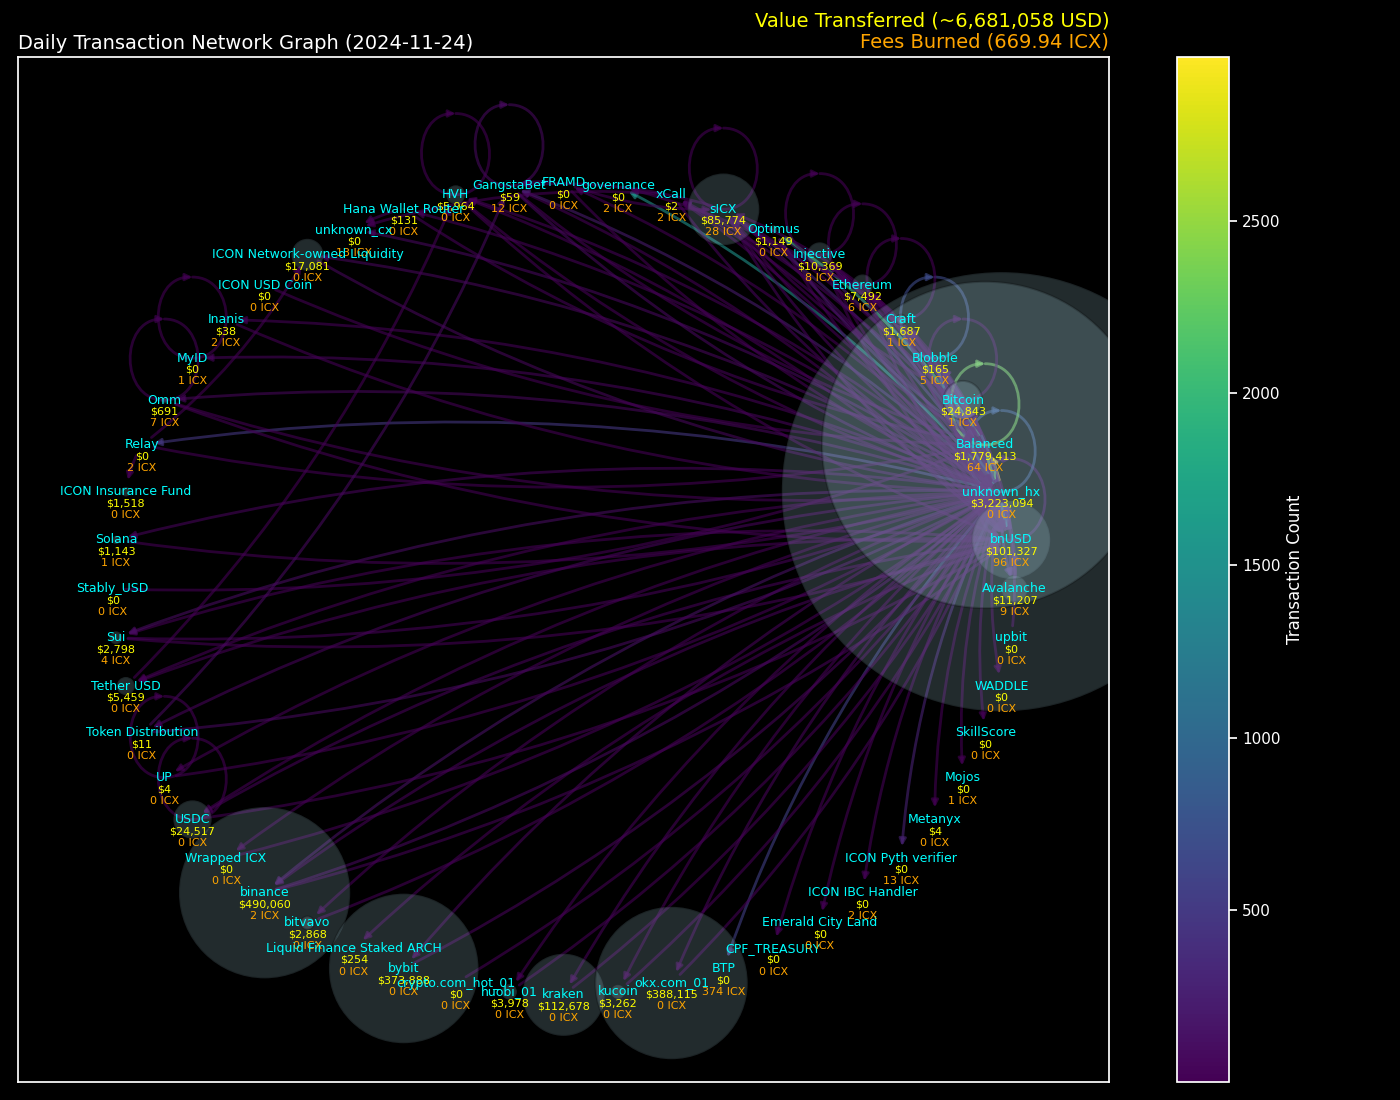 Value Transferred (~6,681,058 USD)
Daily Transaction Network Graph (2024-11-24)
Fees Burned (669.94 ICX)
HVH
$5,964
0 ICX
GangstaBet
$59
12 ICX
FRAMD
$0
0 ICX
governance
$0
2 ICX
xCall
$2
2 ICX
sICX
$85,774
28 ICX
Optimus
$1,149
0 ICX
Injective
$10,369
8 ICX
Ethereum
$7,492
6 ICX
Craft
$1,687
1 ICX
Blobble
$165
5 ICX
Bitcoin
$24,843
1 ICX
Balanced
$1,779,413
64 ICX
unknown_hx
$3,223,094
0 ICX
bnUSD
$101,327
96 ICX
Avalanche
$11,207
9 ICX
upbit
$0
0 ICX
WADDLE
$0
0 ICX
SkillScore
$0
0 ICX
Mojos
$0
1 ICX
Metanyx
$4
0 ICX
ICON Pyth verifier
$0
13 ICX
ICON IBC Handler
$0
2 ICX
Emerald City Land
$0
0 ICX
CPF_TREASURY
$0
0 ICX
BTP
$0
374 ICX
okx.com_01
$388,115
0 ICX
kucoin
$3,262
0 ICX
kraken
$112,678
0 ICX
huobi_01
$3,978
0 ICX
crypto.com_hot_01
$0
0 ICX
bybit
$373,888
0 ICX
Liquid Finance Staked ARCH
$254
0 ICX
bitvavo
$2,868
0 ICX
binance
$490,060
2 ICX
Wrapped ICX
$0
0 ICX
USDC
$24,517
0 ICX
UP
$4
0 ICX
Token Distribution
$11
0 ICX
Tether USD
$5,459
0 ICX
Sui
$2,798
4 ICX
Stably_USD
$0
0 ICX
Solana
$1,143
1 ICX
ICON Insurance Fund
$1,518
0 ICX
Relay
$0
2 ICX
Omm
$691
7 ICX
MyID
$0
1 ICX
Inanis
$38
2 ICX
ICON USD Coin
$0
0 ICX
ICON Network-owned Liquidity
$17,081
0 ICX
unknown_cx
$0
13 ICX
Hana Wallet Router
$131
0 ICX
2500
2000
1500
1000
500
Transaction Count